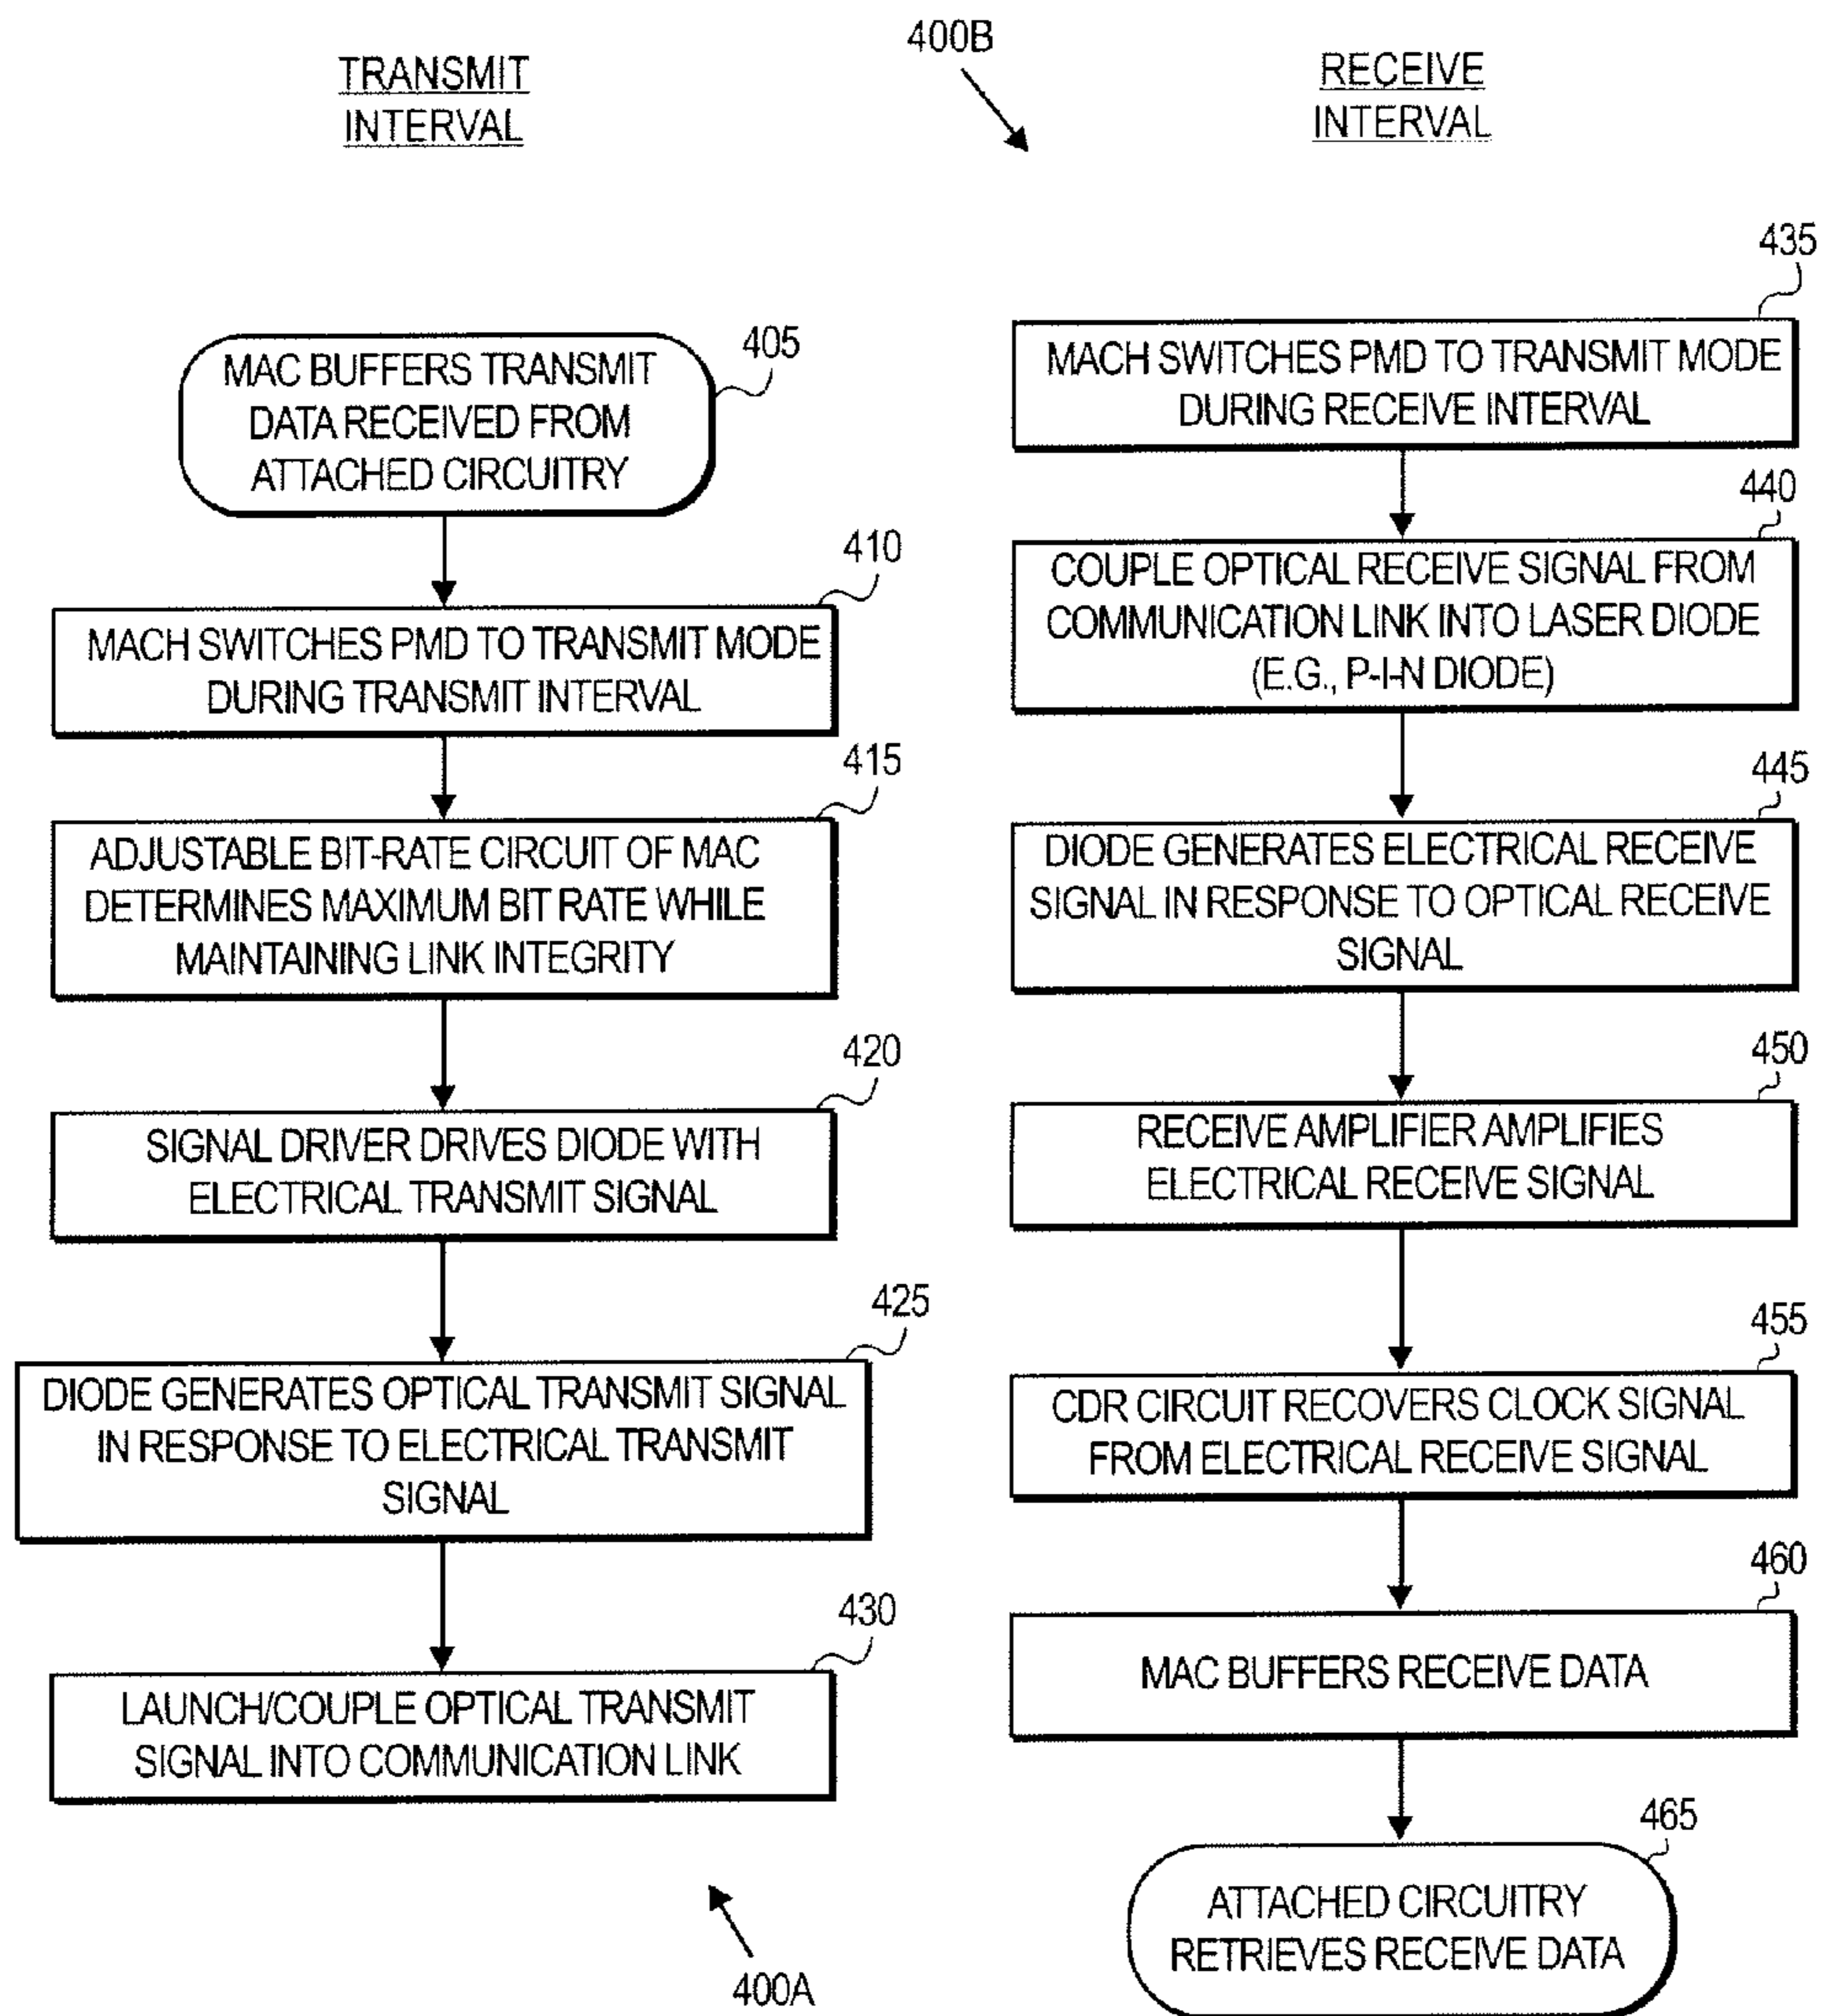 400B
TRANSMIT
INTERVAL
405
MAC BUFFERS TRANSMIT
DATA RECEIVED FROM
ATTACHED CIRCUITRY
410
MACH SWITCHES PMD TO TRANSMIT MODE
DURING TRANSMIT INTERVAL
415
ADJUSTABLE BIT-RATE CIRCUIT OF MAC
DETERMINES MAXIMUM BIT RATE WHILE
MAINTAINING LINK INTEGRITY
420
SIGNAL DRIVER DRIVES DIODE WITH
ELECTRICAL TRANSMIT SIGNAL
425
DIODE GENERATES OPTICAL TRANSMIT SIGNAL
IN RESPONSE TO ELECTRICAL TRANSMIT
SIGNAL
430
LAUNCH/COUPLE OPTICAL TRANSMIT
SIGNAL INTO COMMUNICATION LINK
400A
RECEIVE
INTERVAL
435
MACH SWITCHES PMD TO TRANSMIT MODE
DURING RECEIVE INTERVAL
440
COUPLE OPTICAL RECEIVE SIGNAL FROM
COMMUNICATION LINK INTO LASER DIODE
(E.G., P-I-N DIODE)
445
DIODE GENERATES ELECTRICAL RECEIVE
SIGNAL IN RESPONSE TO OPTICAL RECEIVE
SIGNAL
450
RECEIVE AMPLIFIER AMPLIFIES
ELECTRICAL RECEIVE SIGNAL
455
CDR CIRCUIT RECOVERS CLOCK SIGNAL
FROM ELECTRICAL RECEIVE SIGNAL
460
MAC BUFFERS RECEIVE DATA
465
ATTACHED CIRCUITRY
RETRIEVES RECEIVE DATA